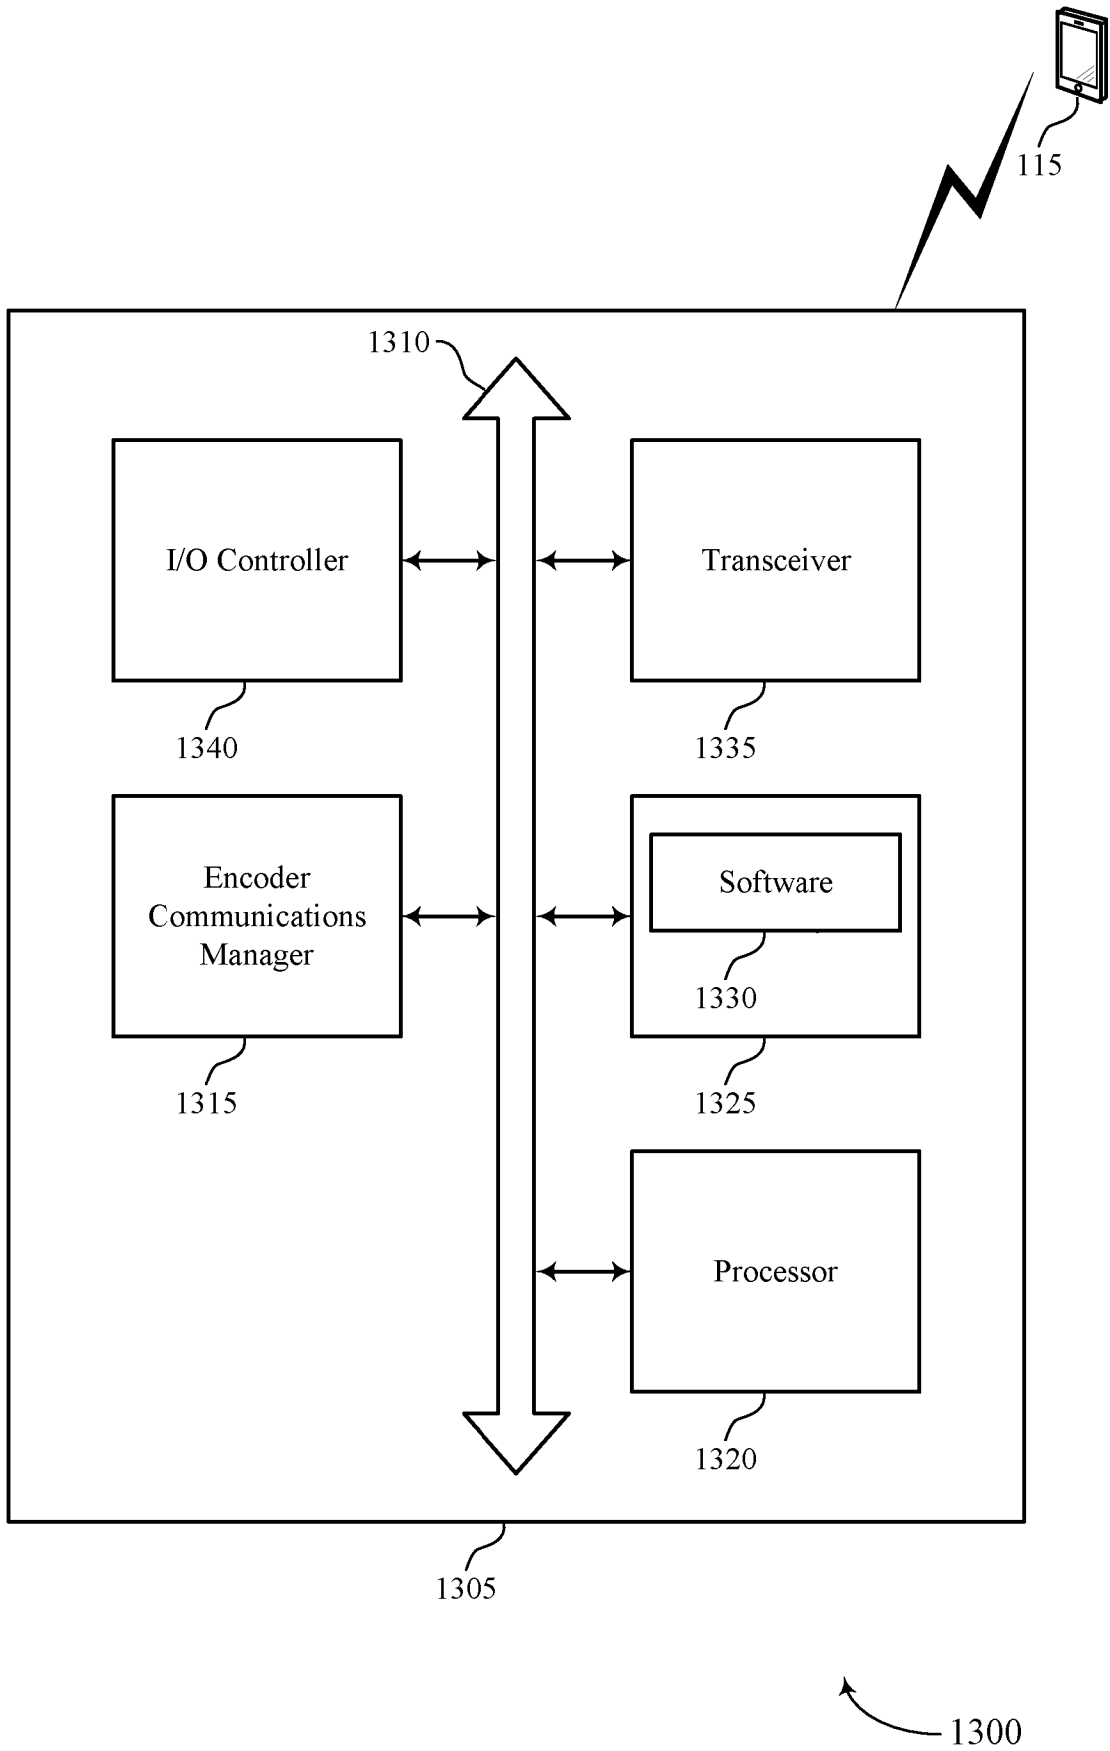 115
1310
I/O Controller
Transceiver
1340
1335
Encoder
Communications
Manager
Software
1330
1315
1325
Processor
1320
1305
1300